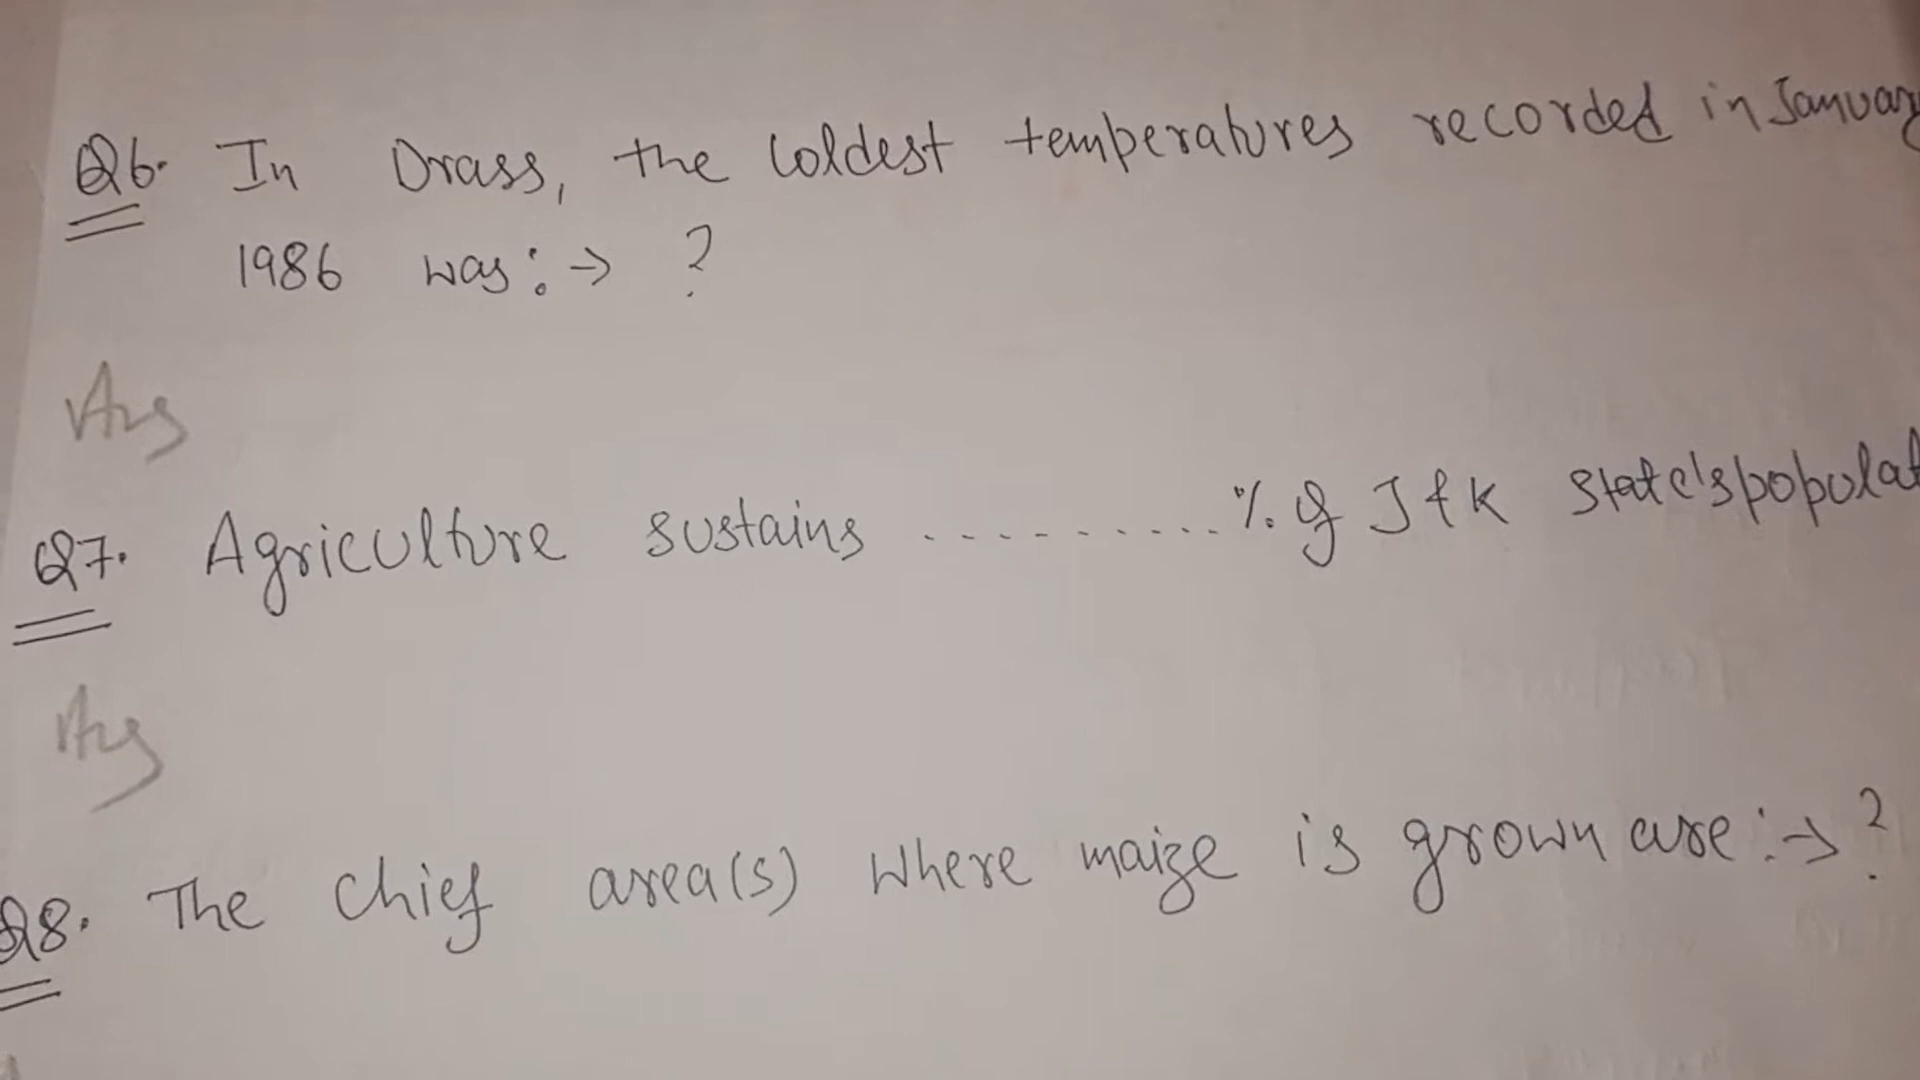 Q6. In Drass, the Coldest temperatures recorded in January
1986 was :→ ?
Ans
Q7. Agriculture sustains .......... % of J & K state's populat
Ans
Q8. The Chief area(s) where maize is grown are :→ ?